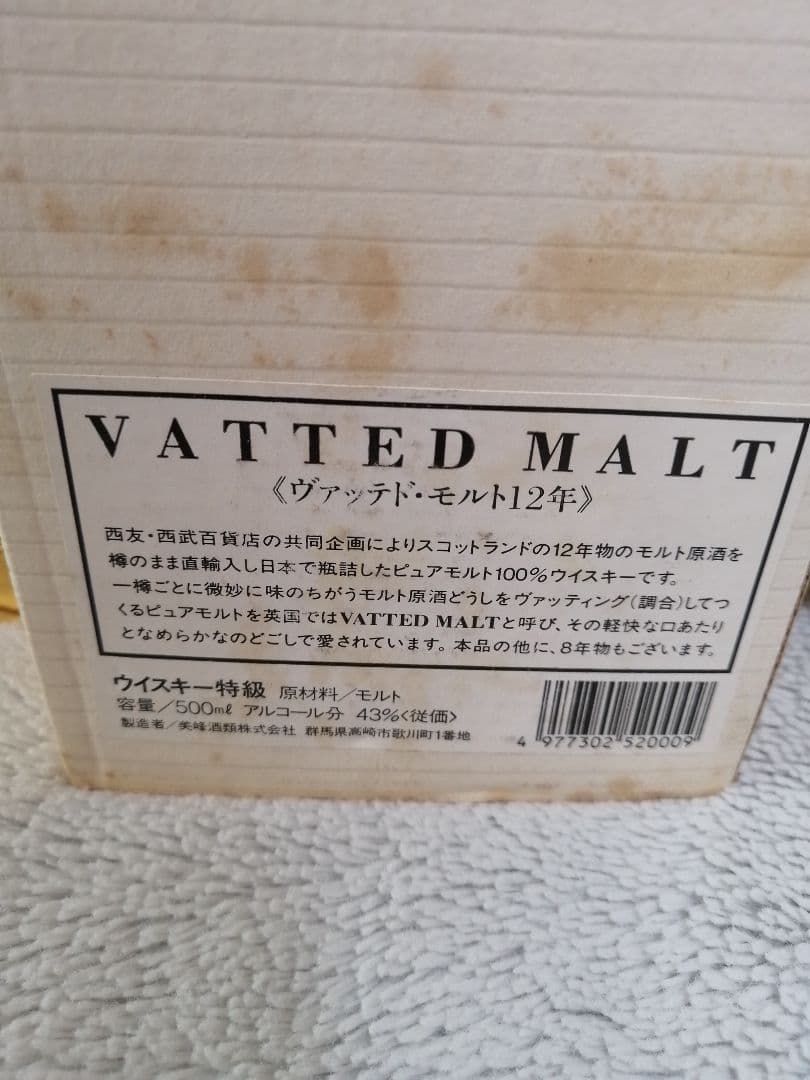 VATTED MALT
《ヴァッテド・モルト12年》
西友・西武百貨店の共同企画によりスコットランドの12年物のモルト原酒を
樽のまま直輸入し日本で瓶詰したピュアモルト100%ウイスキーです。
一樽ごとに微妙に味のちがうモルト原酒どうしをヴァッティング(調合)してつ
くるピュアモルトを英国ではVATTED MALTと呼び、その軽快な口あたり
となめらかなのどごしで愛されています。本品の他に、8年物もございます。
ウイスキー特級 原材料/モルト
容量/500ml アルコール分 43%<従価>
製造者/美峰酒類株式会社 群馬県高崎市歌川町1番地
4 977302 520009